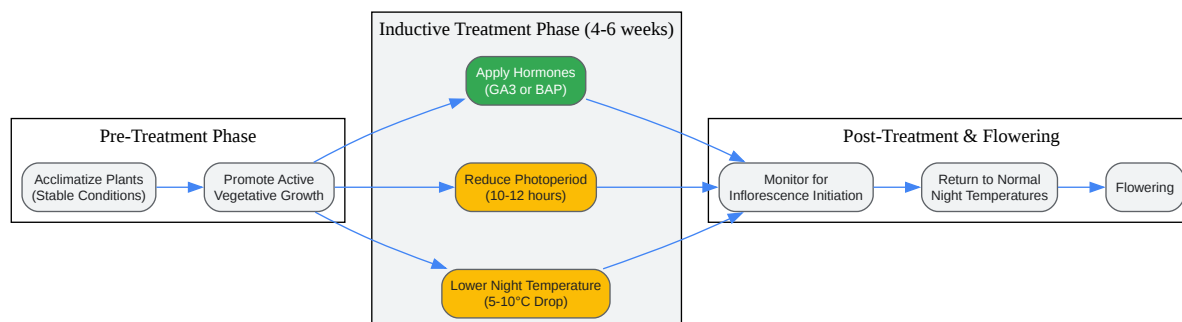 Pre-Treatment Phase
Acclimatize Plants
(Stable Conditions)
Promote Active
Vegetative Growth
Inductive Treatment Phase (4-6 weeks)
Apply Hormones
(GA3 or BAP)
Reduce Photoperiod
(10-12 hours)
Lower Night Temperature
(5-10°C Drop)
Post-Treatment & Flowering
Monitor for
Inflorescence Initiation
Return to Normal
Night Temperatures
Flowering